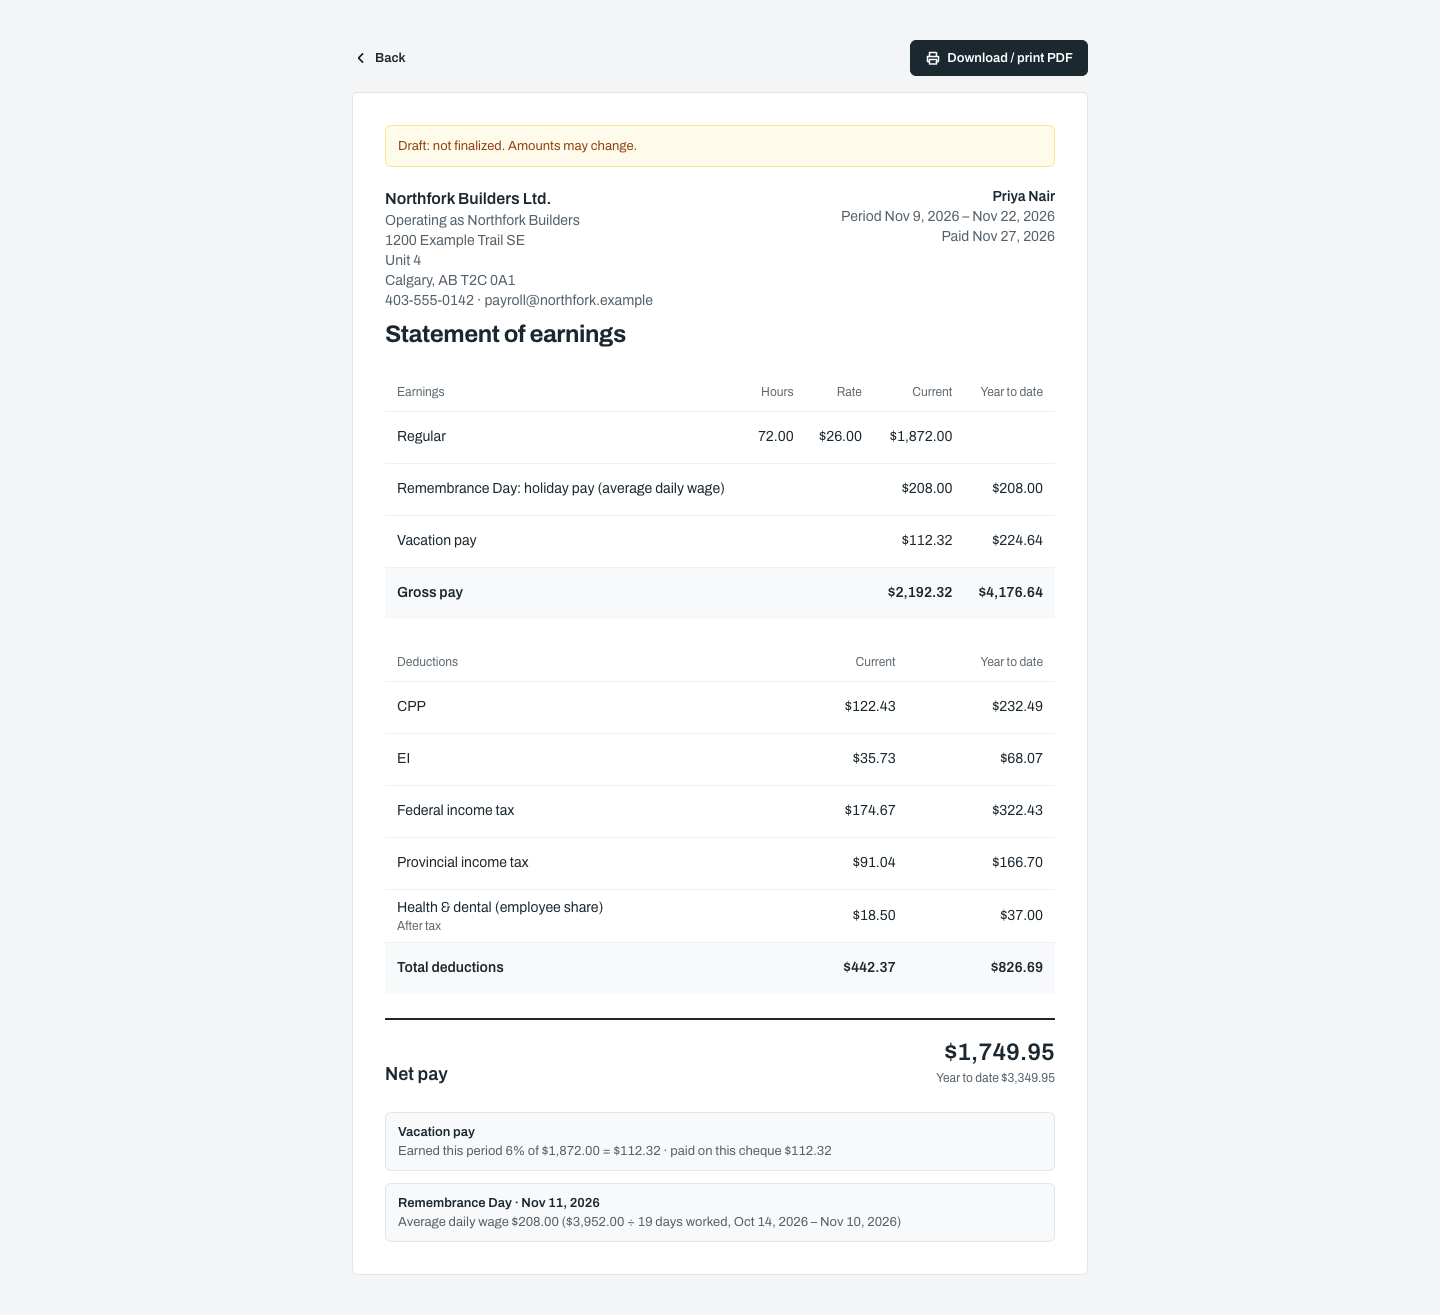 Back
Download / print PDF
Draft: not finalized. Amounts may change.
Northfork Builders Ltd.
Operating as Northfork Builders
1200 Example Trail SE
Unit 4
Calgary, AB T2C 0A1
403-555-0142 · payroll@northfork.example
Priya Nair
Period Nov 9, 2026 – Nov 22, 2026
Paid Nov 27, 2026
Statement of earnings
Earnings Hours Rate Current Year to date
Regular 72.00 $26.00 $1,872.00
Remembrance Day: holiday pay (average daily wage) $208.00 $208.00
Vacation pay $112.32 $224.64
Gross pay $2,192.32 $4,176.64
Deductions Current Year to date
CPP $122.43 $232.49
EI $35.73 $68.07
Federal income tax $174.67 $322.43
Provincial income tax $91.04 $166.70
Health & dental (employee share) $18.50 $37.00
After tax
Total deductions $442.37 $826.69
Net pay $1,749.95
Year to date $3,349.95
Vacation pay
Earned this period 6% of $1,872.00 = $112.32 · paid on this cheque $112.32
Remembrance Day · Nov 11, 2026
Average daily wage $208.00 ($3,952.00 ÷ 19 days worked, Oct 14, 2026 – Nov 10, 2026)